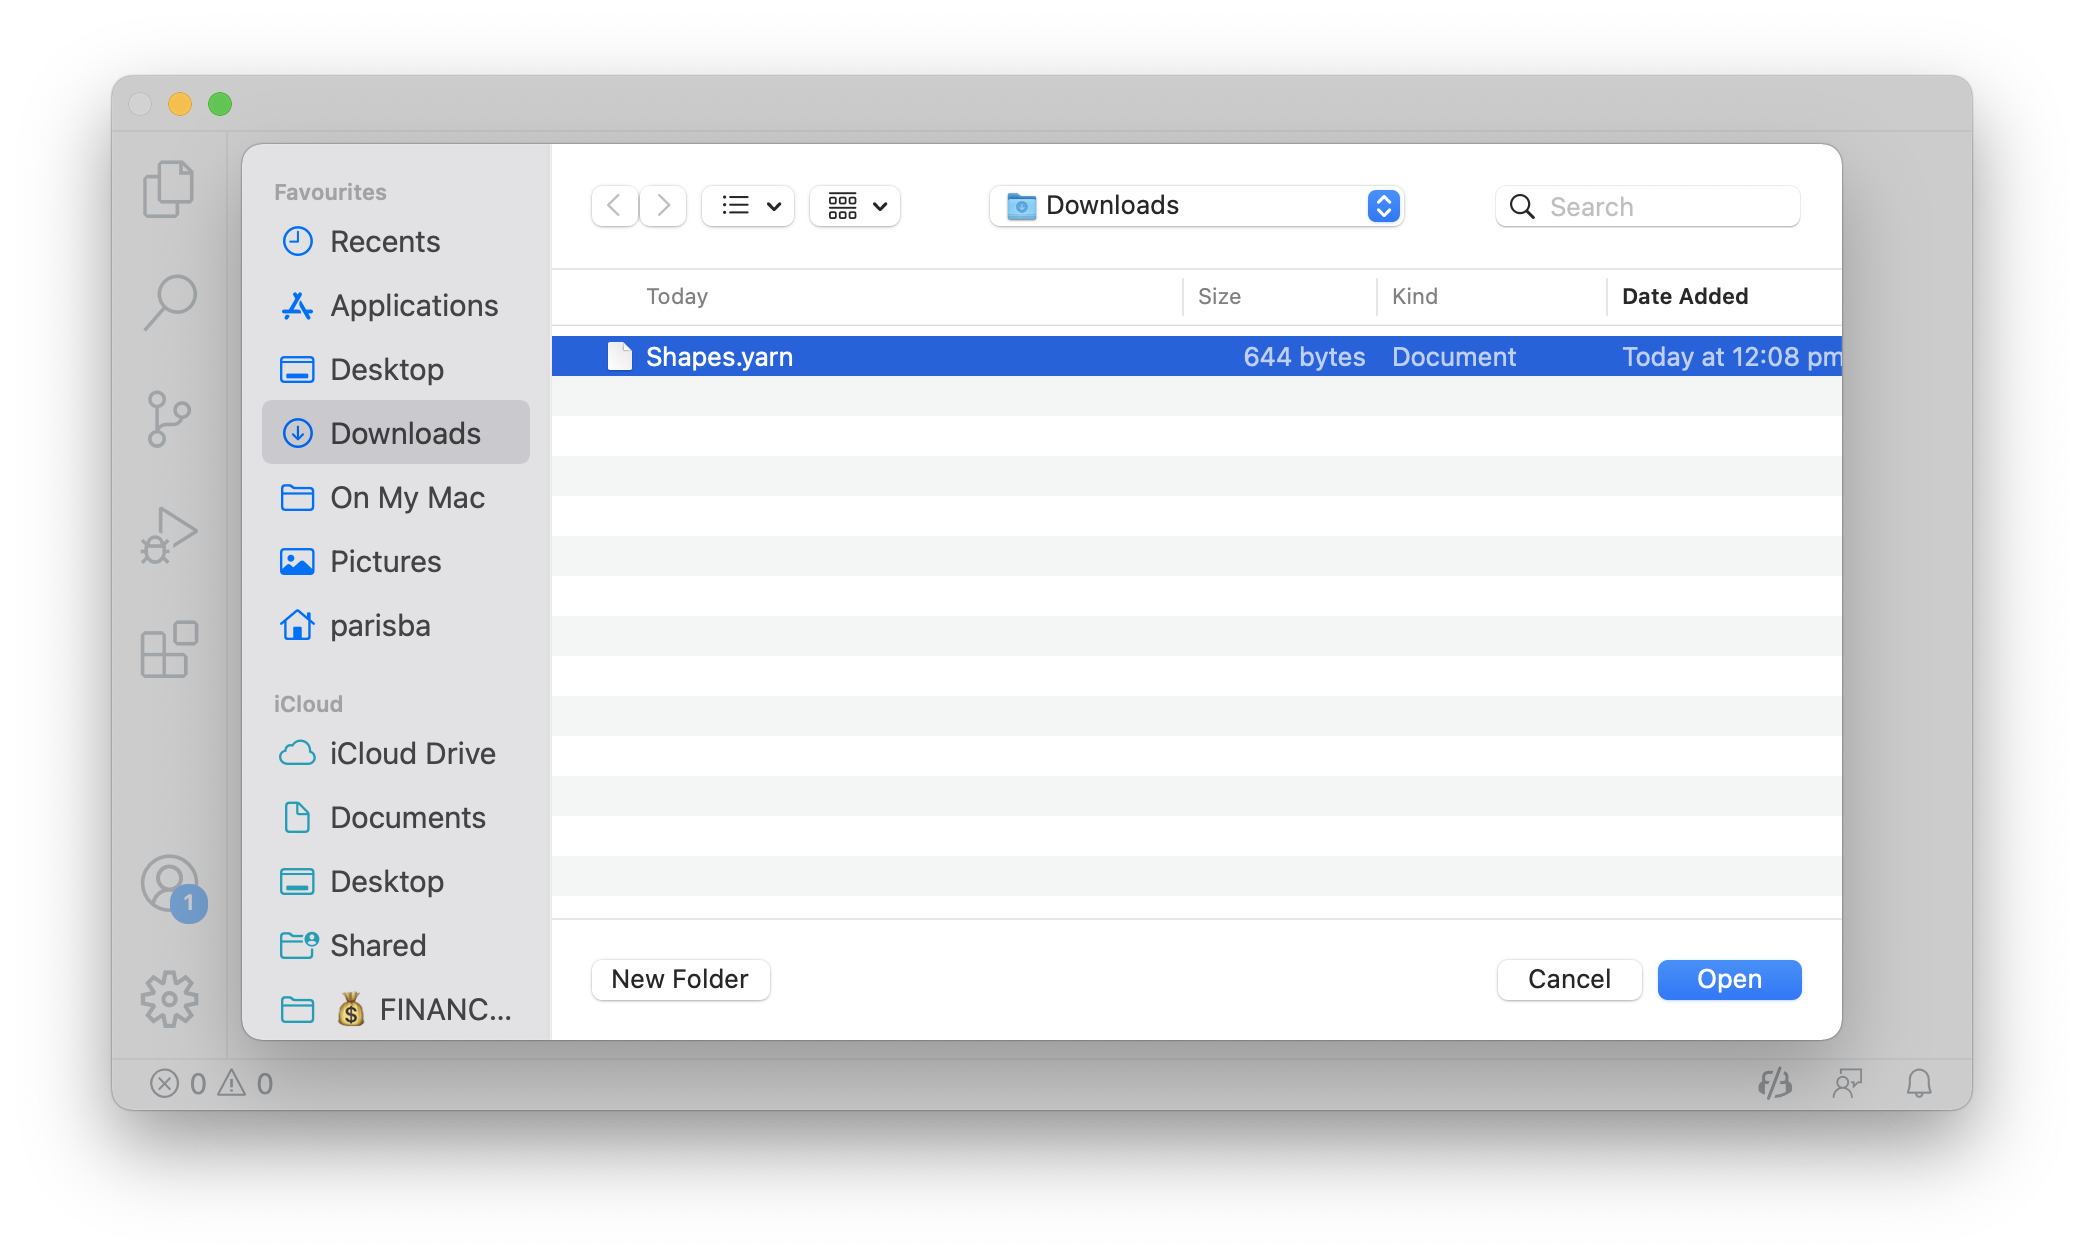 Favourites
Recents
Applications
Desktop
Downloads
On My Mac
Pictures
parisba
iCloud
iCloud Drive
Documents
Desktop
Shared
💰 FINANC...
Downloads
Search
Today Size Kind Date Added
Shapes.yarn 644 bytes Document Today at 12:08 pm
New Folder Cancel Open
1
0 0